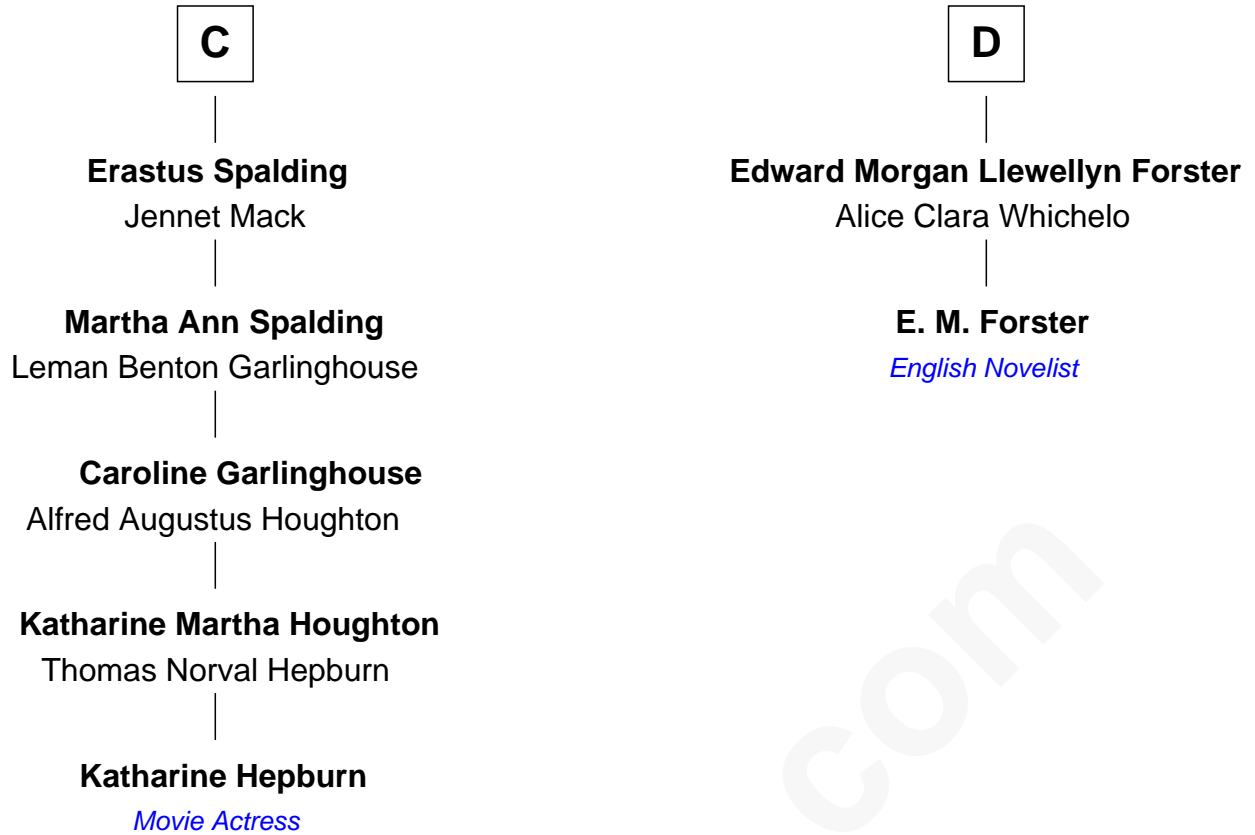 C
Erastus Spalding
Jennet Mack
Martha Ann Spalding
Leman Benton Garlinghouse
Caroline Garlinghouse
Alfred Augustus Houghton
Katharine Martha Houghton
Thomas Norval Hepburn
Katharine Hepburn
Movie Actress
D
Edward Morgan Llewellyn Forster
Alice Clara Whichelo
E. M. Forster
English Novelist
com